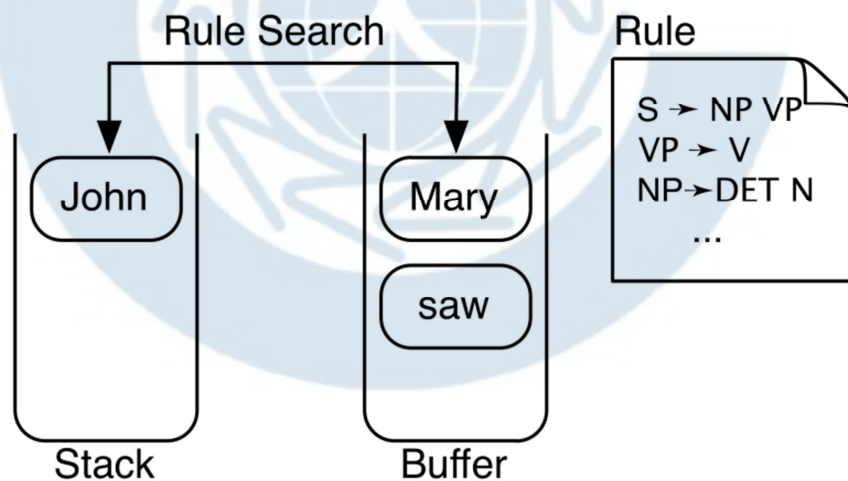 Rule Search
Rule
S → NP VP
VP → V
NP→DET N
...
John
Mary
saw
Stack
Buffer